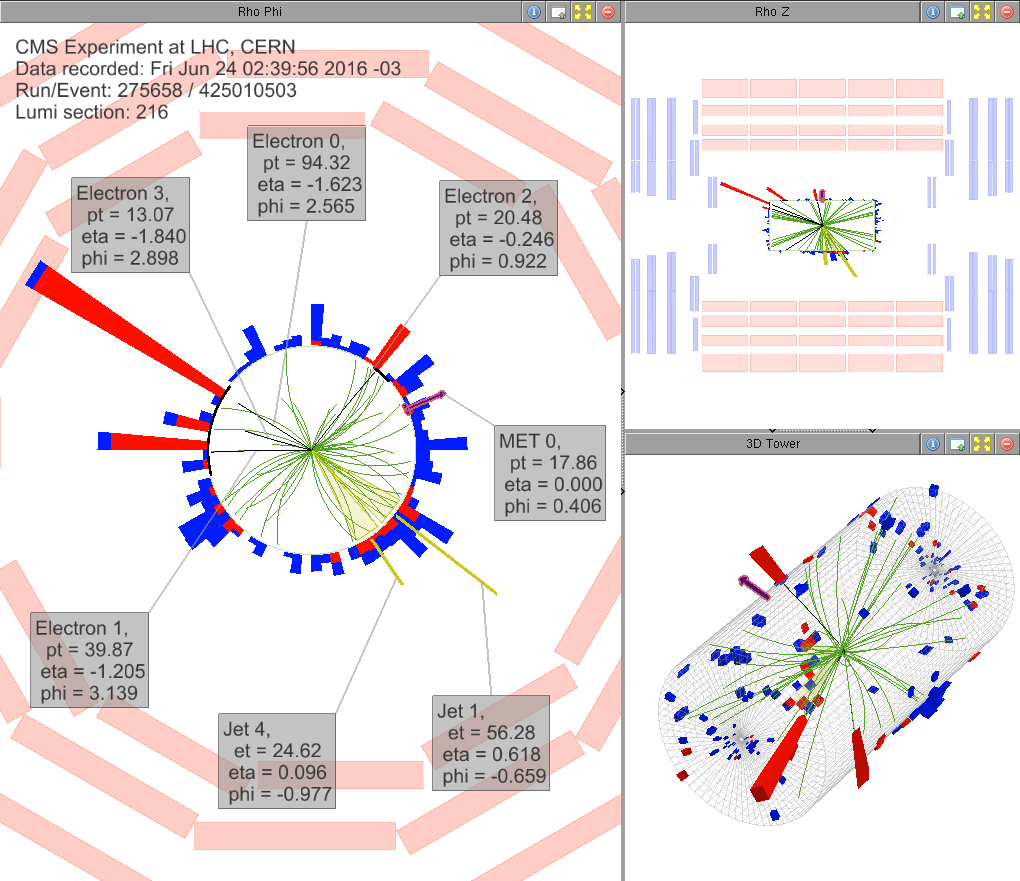 Rho Phi
CMS Experiment at LHC, CERN
Data recorded: Fri Jun 24 02:39:56 2016 -03
Run/Event: 275658 / 425010503
Lumi section: 216
Electron 0,
pt = 94.32
eta = -1.623
phi = 2.565
Electron 3,
pt = 13.07
eta = -1.840
phi = 2.898
Electron 2,
pt = 20.48
eta = -0.246
phi = 0.922
MET 0,
pt = 17.86
eta = 0.000
phi = 0.406
Electron 1,
pt = 39.87
eta = -1.205
phi = 3.139
Jet 4,
et = 24.62
eta = 0.096
phi = -0.977
Jet 1,
et = 56.28
eta = 0.618
phi = -0.659
Rho Z
3D Tower